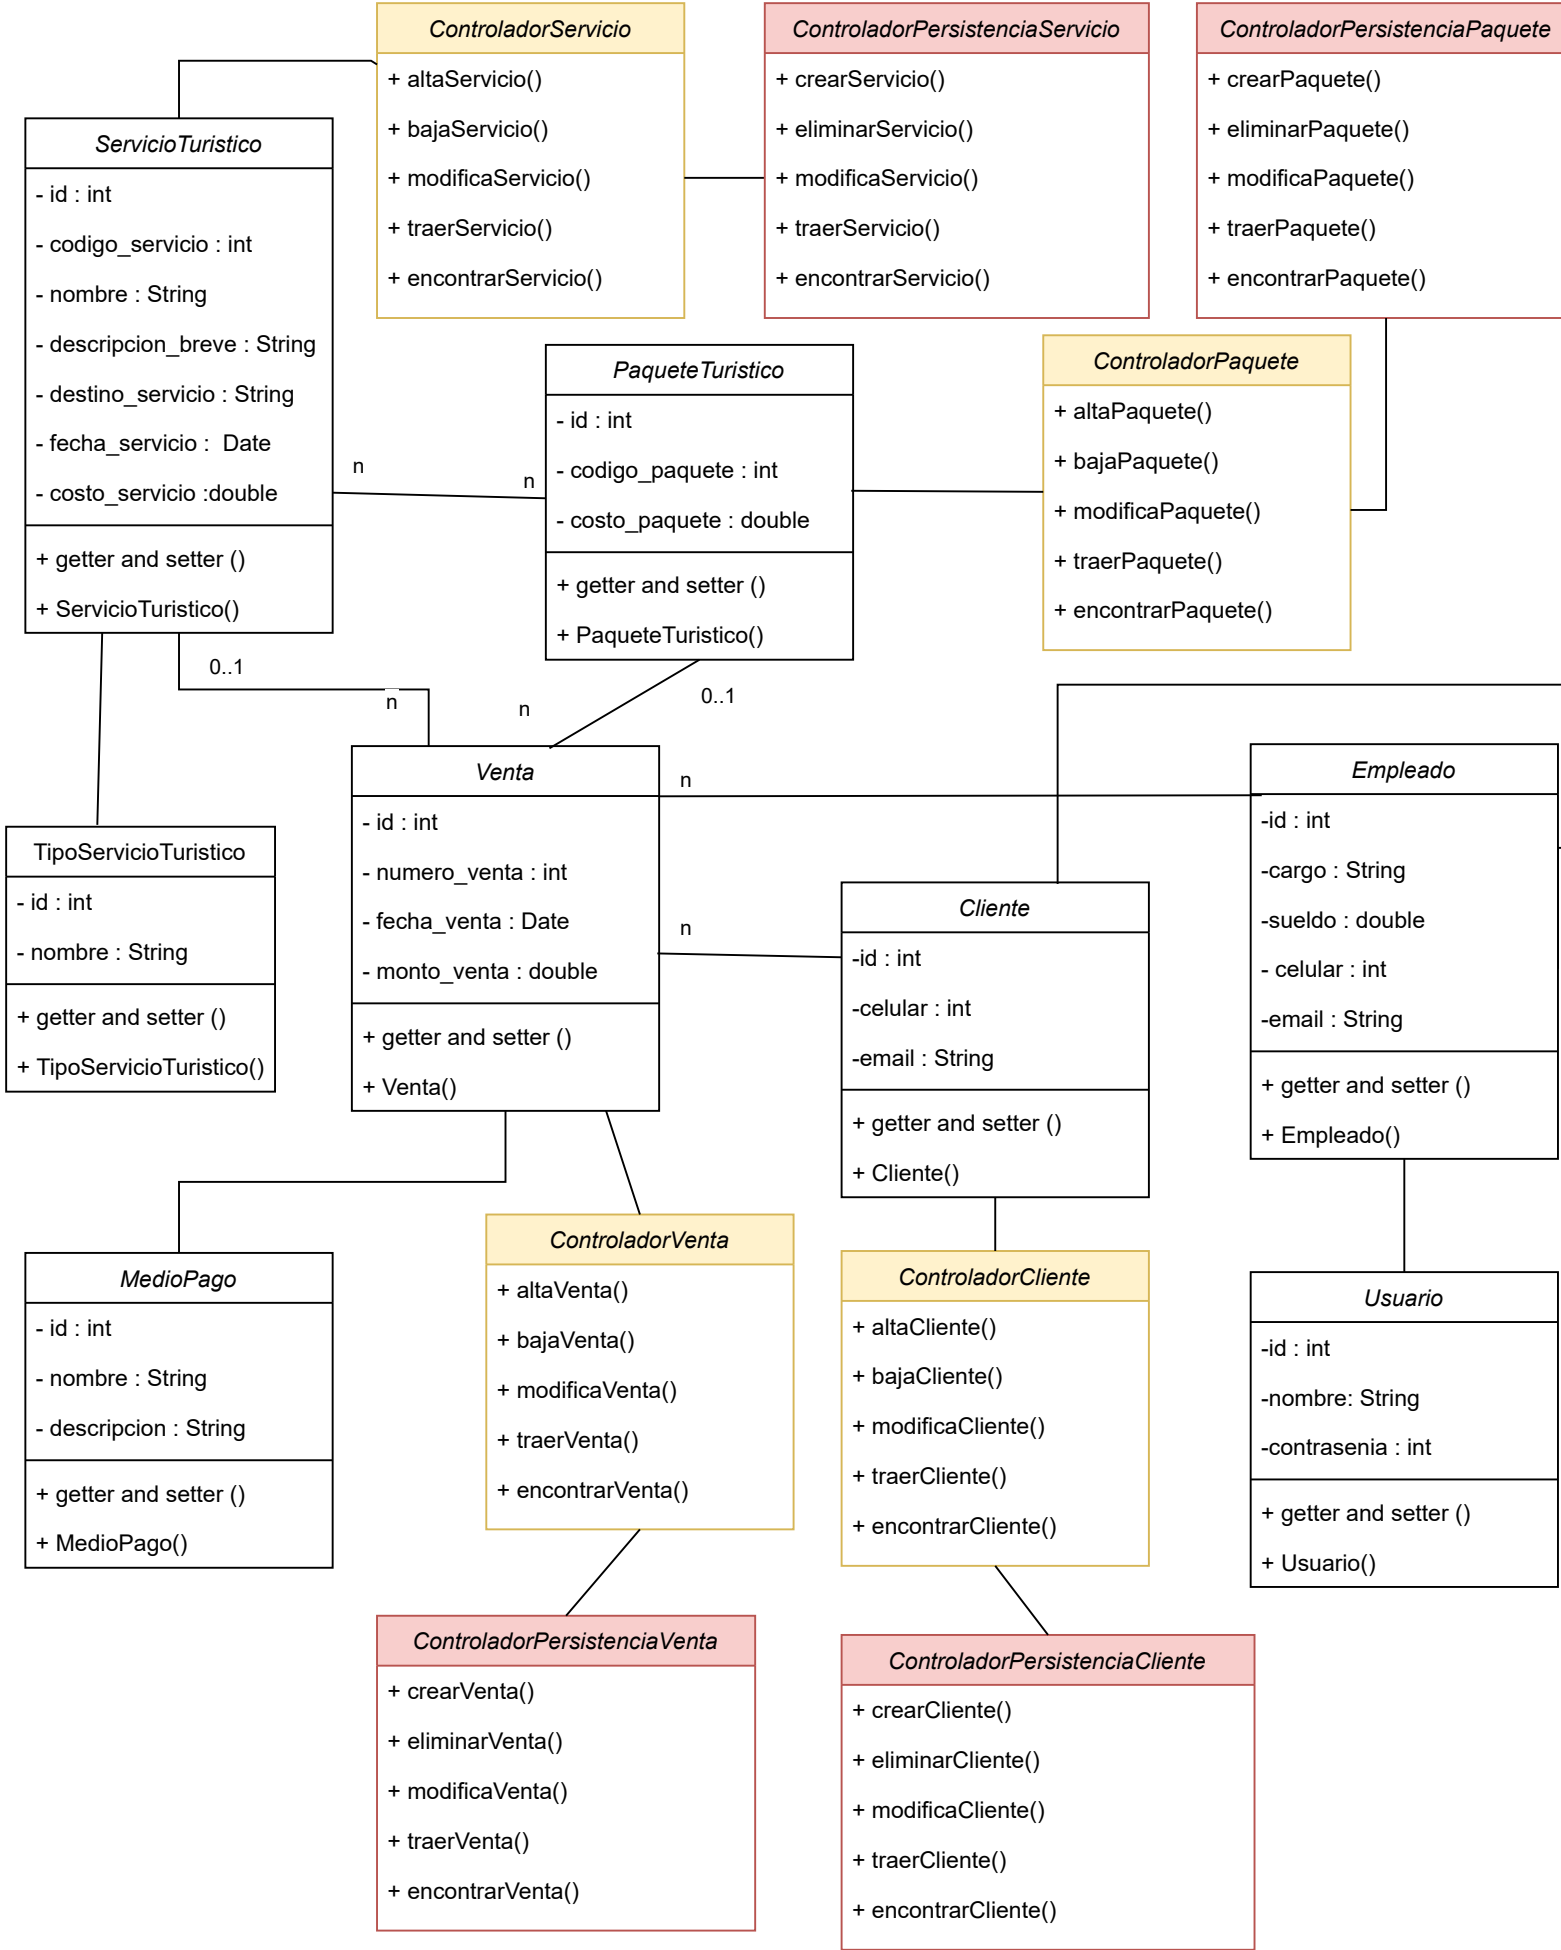 ControladorServicio
+ altaServicio()
+ bajaServicio()
+ modificaServicio()
+ traerServicio()
+ encontrarServicio()
ControladorPersistenciaServicio
+ crearServicio()
+ eliminarServicio()
+ modificaServicio()
+ traerServicio()
+ encontrarServicio()
ControladorPersistenciaPaquete
+ crearPaquete()
+ eliminarPaquete()
+ modificaPaquete()
+ traerPaquete()
+ encontrarPaquete()
ServicioTuristico
- id : int
- codigo_servicio : int
- nombre : String
- descripcion_breve : String
- destino_servicio : String
- fecha_servicio :  Date
- costo_servicio :double
+ getter and setter ()
+ ServicioTuristico()
n
n
PaqueteTuristico
- id : int
- codigo_paquete : int
- costo_paquete : double
+ getter and setter ()
+ PaqueteTuristico()
ControladorPaquete
+ altaPaquete()
+ bajaPaquete()
+ modificaPaquete()
+ traerPaquete()
+ encontrarPaquete()
0..1
n
n
0..1
Venta
- id : int
- numero_venta : int
- fecha_venta : Date
- monto_venta : double
+ getter and setter ()
+ Venta()
n
n
Empleado
-id : int
-cargo : String
-sueldo : double
- celular : int
-email : String
+ getter and setter ()
+ Empleado()
TipoServicioTuristico
- id : int
- nombre : String
+ getter and setter ()
+ TipoServicioTuristico()
Cliente
-id : int
-celular : int
-email : String
+ getter and setter ()
+ Cliente()
MedioPago
- id : int
- nombre : String
- descripcion : String
+ getter and setter ()
+ MedioPago()
ControladorVenta
+ altaVenta()
+ bajaVenta()
+ modificaVenta()
+ traerVenta()
+ encontrarVenta()
ControladorCliente
+ altaCliente()
+ bajaCliente()
+ modificaCliente()
+ traerCliente()
+ encontrarCliente()
Usuario
-id : int
-nombre: String
-contrasenia : int
+ getter and setter ()
+ Usuario()
ControladorPersistenciaVenta
+ crearVenta()
+ eliminarVenta()
+ modificaVenta()
+ traerVenta()
+ encontrarVenta()
ControladorPersistenciaCliente
+ crearCliente()
+ eliminarCliente()
+ modificaCliente()
+ traerCliente()
+ encontrarCliente()